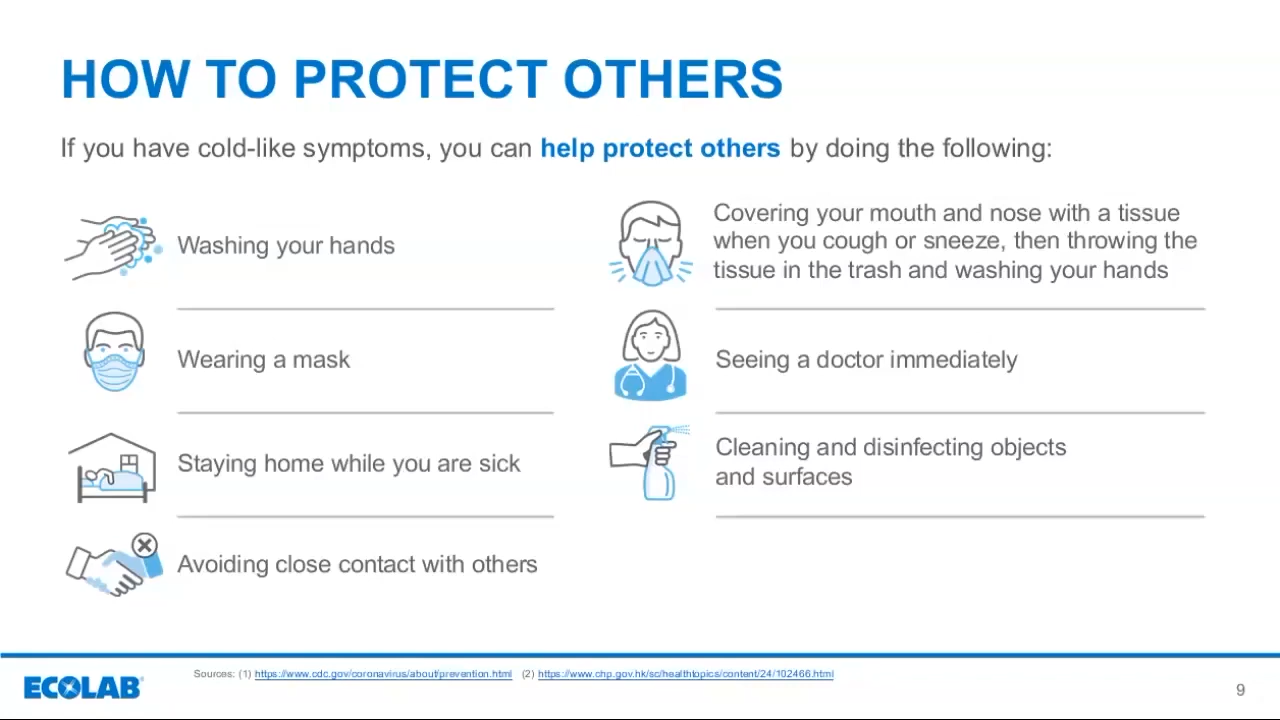 HOW TO PROTECT OTHERS
If you have cold-like symptoms, you can help protect others by doing the following:
Washing your hands
Wearing a mask
Staying home while you are sick
Avoiding close contact with others
Covering your mouth and nose with a tissue
when you cough or sneeze, then throwing the
tissue in the trash and washing your hands
Seeing a doctor immediately
Cleaning and disinfecting objects
and surfaces
Sources: (1) https://www.cdc.gov/coronavirus/about/prevention.html (2) https://www.chp.gov.hk/sc/healthtopics/content/24/102466.html
ECOLAB
9